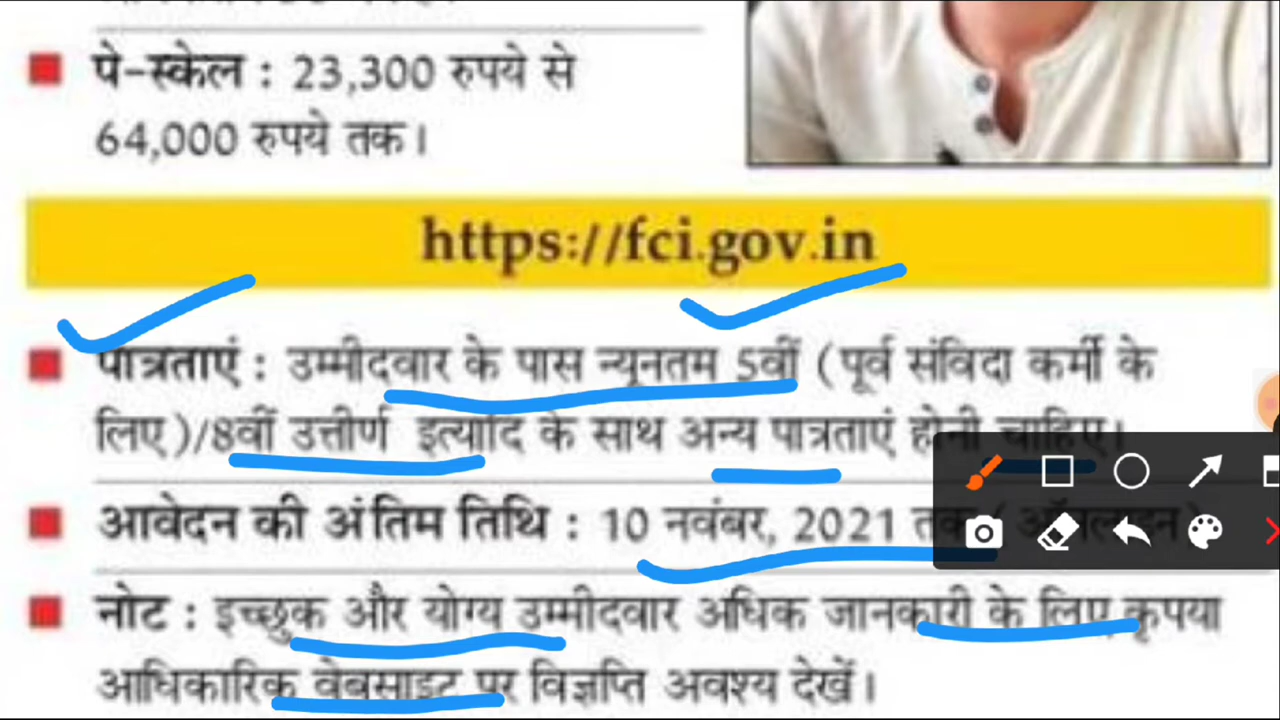 पे-स्केल : 23,300 रुपये से
64,000 रुपये तक।
https://fci.gov.in
पात्रताएं : उम्मीदवार के पास न्यूनतम 5वीं (पूर्व संविदा कर्मी के
लिए)/8वीं उत्तीर्ण इत्यादि के साथ अन्य पात्रताएं होनी चाहिए।
आवेदन की अंतिम तिथि : 10 नवंबर, 2021 तक
नोट : इच्छुक और योग्य उम्मीदवार अधिक जानकारी के लिए कृपया
आधिकारिक वेबसाइट पर विज्ञप्ति अवश्य देखें।